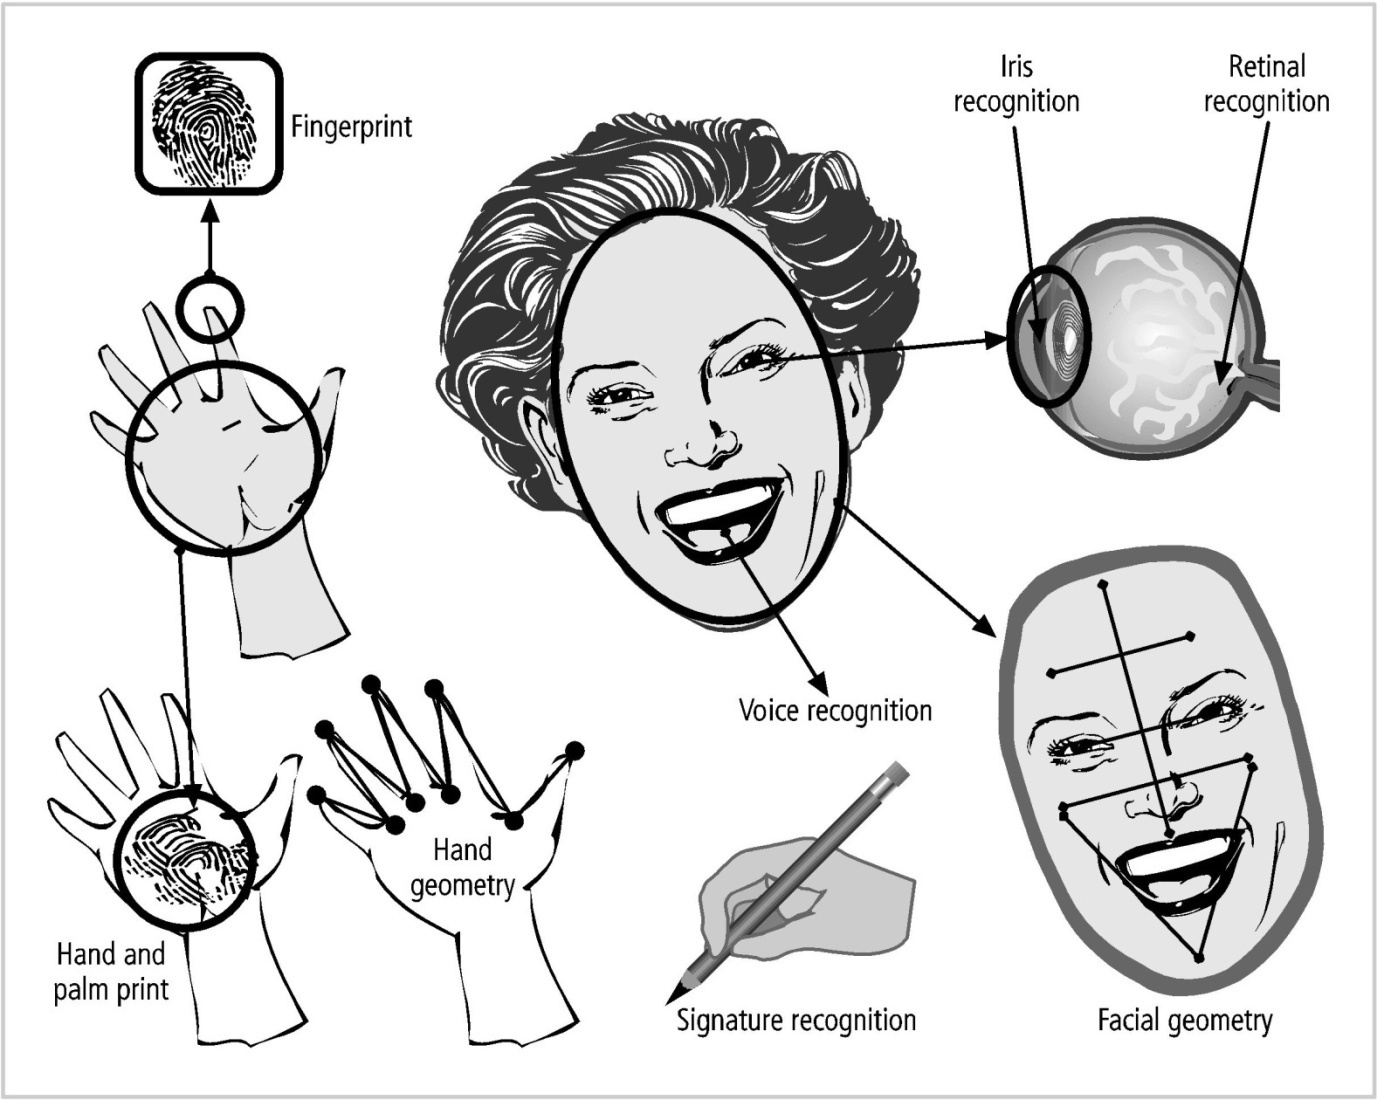 Fingerprint
Iris
recognition
Retinal
recognition
Voice recognition
Hand
geometry
Hand and
palm print
Signature recognition
Facial geometry